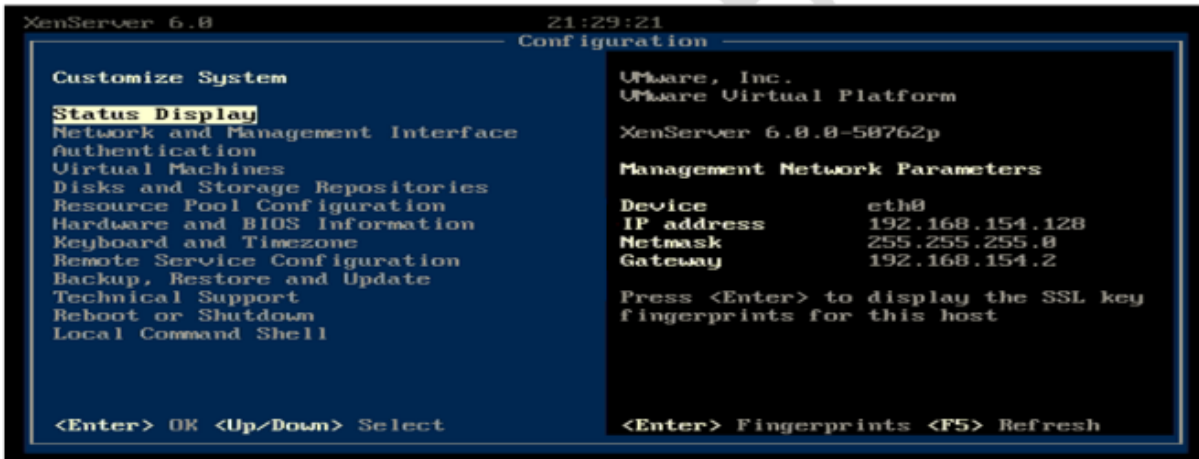 XenServer 6.0 21:29:21
Configuration
Customize System
Status Display
Network and Management Interface
Authentication
Virtual Machines
Disks and Storage Repositories
Resource Pool Configuration
Hardware and BIOS Information
Keyboard and Timezone
Remote Service Configuration
Backup, Restore and Update
Technical Support
Reboot or Shutdown
Local Command Shell
<Enter> OK <Up/Down> Select
VMware, Inc.
VMware Virtual Platform
XenServer 6.0.0-50762p
Management Network Parameters
Device eth0
IP address 192.168.154.128
Netmask 255.255.255.0
Gateway 192.168.154.2
Press <Enter> to display the SSL key
fingerprints for this host
<Enter> Fingerprints <F5> Refresh